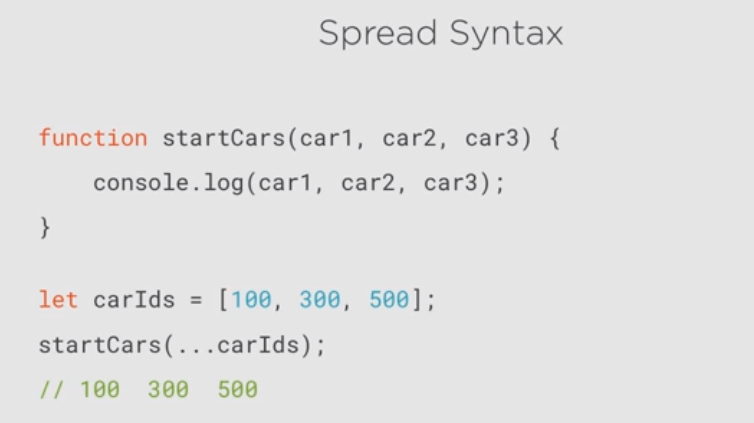 Spread Syntax
function startCars(car1, car2, car3) {
    console.log(car1, car2, car3);
}
let carIds = [100, 300, 500];
startCars(...carIds);
// 100  300  500